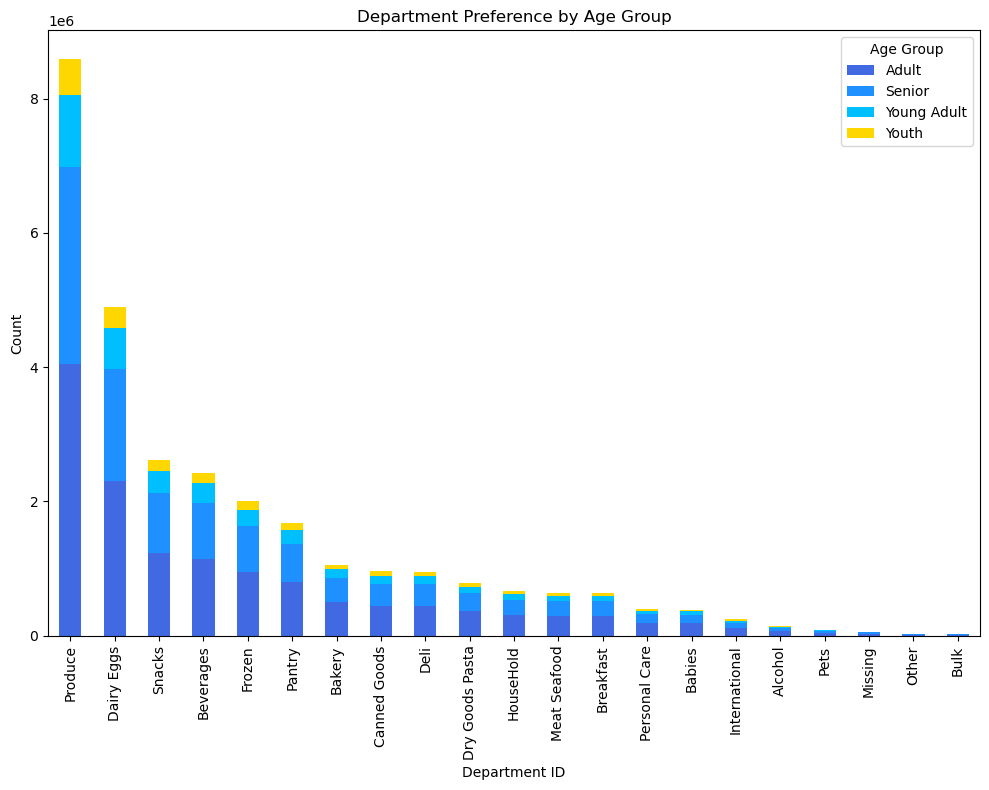 Department Preference by Age Group
1e6
Age Group
Adult
Senior
Young Adult
Youth
8
6
4
2
0
Count
Produce
Dairy Eggs
Snacks
Beverages
Frozen
Pantry
Bakery
Canned Goods
Deli
Dry Goods Pasta
HouseHold
Meat Seafood
Breakfast
Personal Care
Babies
International
Alcohol
Pets
Missing
Other
Bulk
Department ID